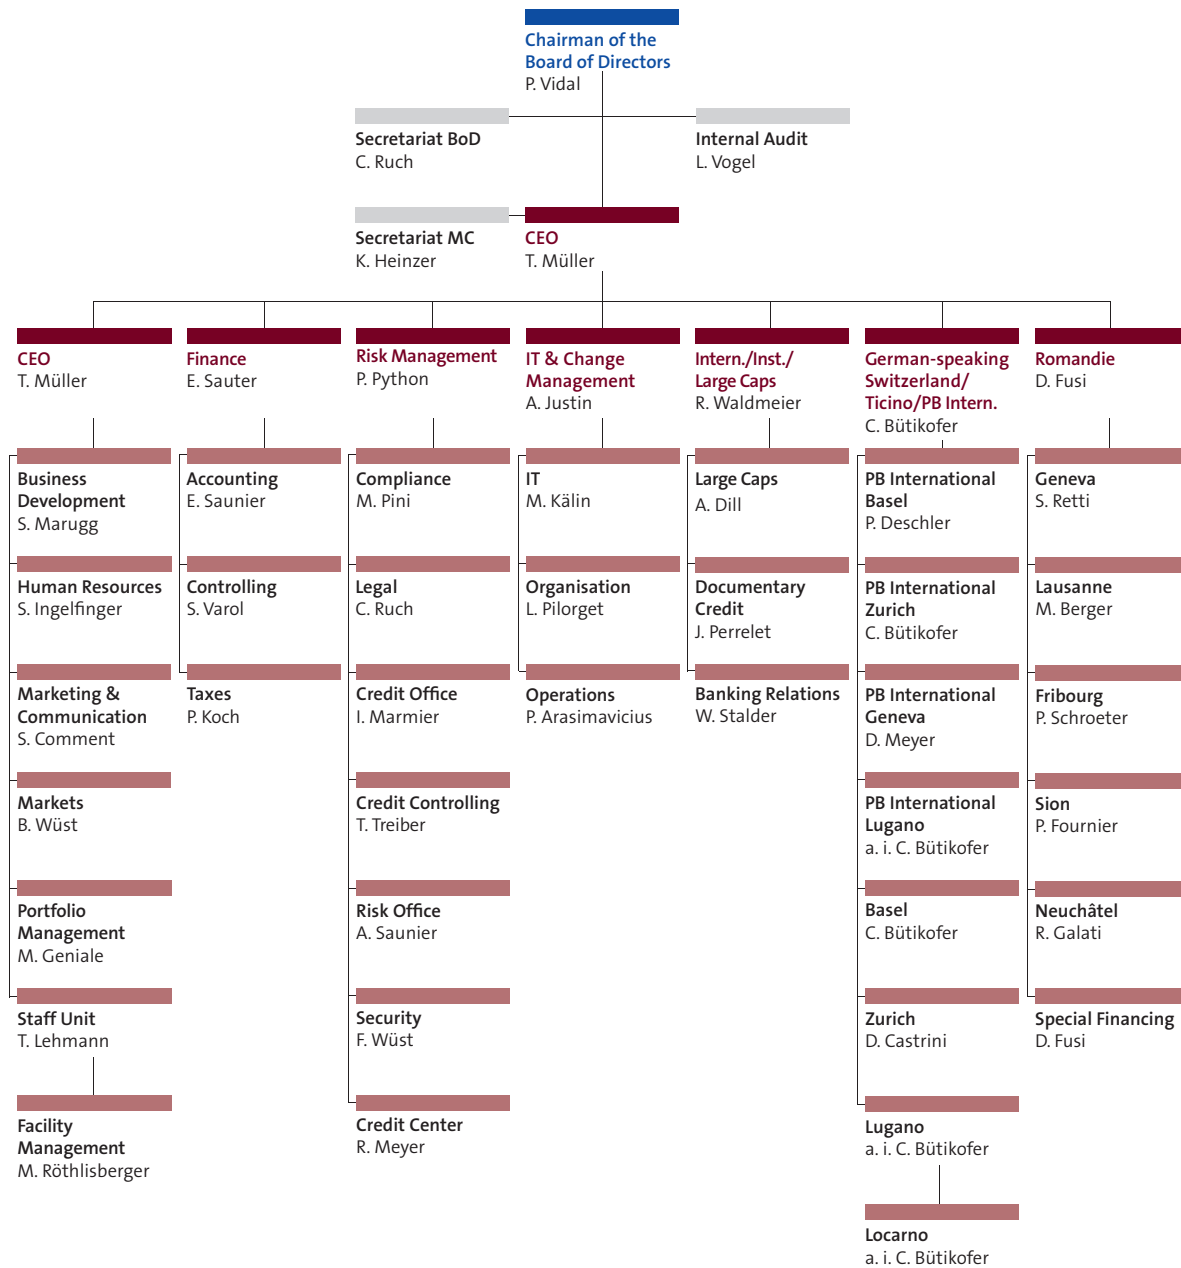 Chairman of the
Board of Directors
P. Vidal
Secretariat BoD
C. Ruch
Internal Audit
L. Vogel
Secretariat MC
K. Heinzer
CEO
T. Müller
CEO
T. Müller
Finance
E. Sauter
Risk Management
P. Python
IT & Change
Management
A. Justin
Intern./Inst./
Large Caps
R. Waldmeier
German-speaking
Switzerland/
Ticino/PB Intern.
C. Bütikofer
Romandie
D. Fusi
Business
Development
S. Marugg
Human Resources
S. Ingelfinger
Marketing &
Communication
S. Comment
Markets
B. Wüst
Portfolio
Management
M. Geniale
Staff Unit
T. Lehmann
Facility
Management
M. Röthlisberger
Accounting
E. Saunier
Controlling
S. Varol
Taxes
P. Koch
Compliance
M. Pini
Legal
C. Ruch
Credit Office
I. Marmier
Credit Controlling
T. Treiber
Risk Office
A. Saunier
Security
F. Wüst
Credit Center
R. Meyer
IT
M. Kälin
Organisation
L. Pilorget
Operations
P. Arasimavicius
Large Caps
A. Dill
Documentary
Credit
J. Perrelet
Banking Relations
W. Stalder
PB International
Basel
P. Deschler
PB International
Zurich
C. Bütikofer
PB International
Geneva
D. Meyer
PB International
Lugano
a. i. C. Bütikofer
Basel
C. Bütikofer
Zurich
D. Castrini
Lugano
a. i. C. Bütikofer
Locarno
a. i. C. Bütikofer
Geneva
S. Retti
Lausanne
M. Berger
Fribourg
P. Schroeter
Sion
P. Fournier
Neuchâtel
R. Galati
Special Financing
D. Fusi